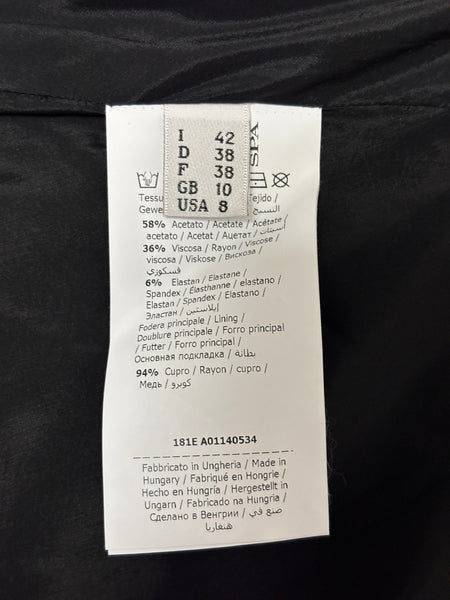 I 42
D 38
F 38
GB 10
USA 8
SPA
Tessu ejido /
Gewe النسيج
58% Acetato / Acetate / Acétate /
acetato / Acetat / Ацетат / أسيتات
36% Viscosa / Rayon / Viscose /
viscosa / Viskose / Вискоза /
فسكوزي
6% Elastan / Elastane /
Spandex / Élasthanne / elastano /
Elastan / Spandex / Elastano /
Эластан / إيلاستين
Fodera principale / Lining /
Doublure principale / Forro principal
/ Futter / Forro principal /
Основная подкладка / بطانة
94% Cupro / Rayon / cupro /
Медь / كوبرو
181E A01140534
Fabbricato in Ungheria / Made in
Hungary / Fabriqué en Hongrie /
Hecho en Hungría / Hergestellt in
Ungarn / Fabricado na Hungria /
Сделано в Венгрии / صنع في
هنغاريا